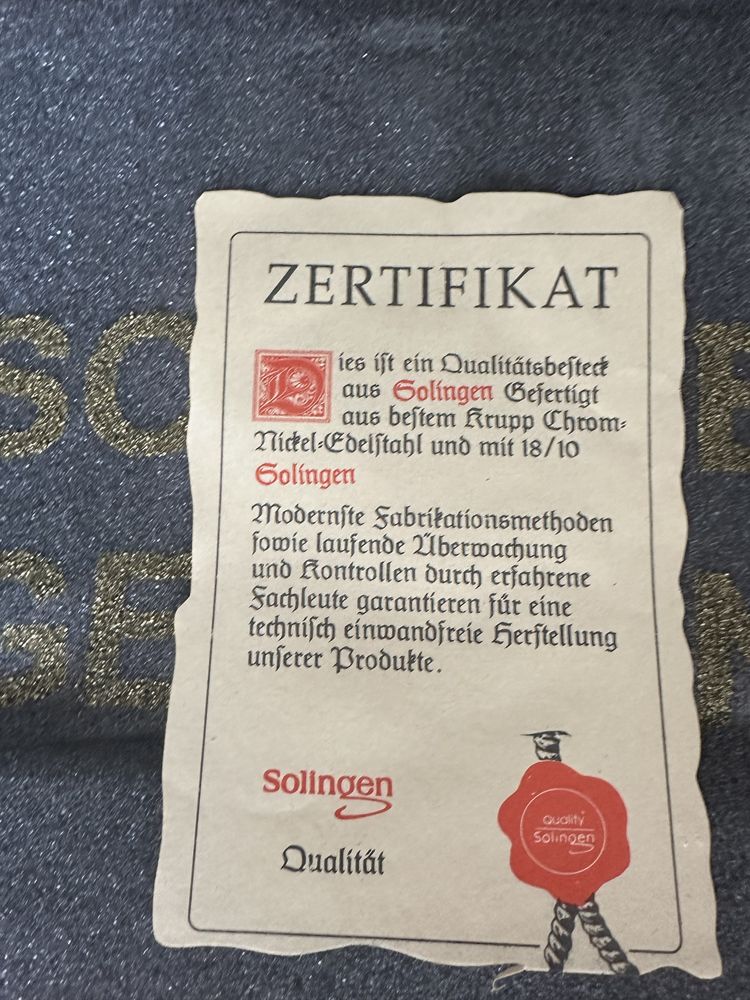 ZERTIFIKAT
Dies ist ein Qualitätsbesteck
aus Solingen Gefertigt
aus bestem Krupp Chrom-
Nickel-Edelstahl und mit 18/10
Solingen
Modernste Fabrikationsmethoden
sowie laufende Überwachung
und Kontrollen durch erfahrene
Fachleute garantieren für eine
technisch einwandfreie Herstellung
unserer Produkte.
Solingen
Qualität
Quality
Solingen